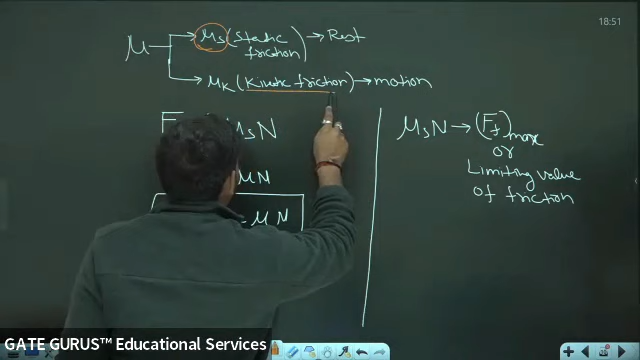 18:51
μ
μs (Static friction) → Rest
μK (Kinetic friction) → motion
F μsN
μN
- μN
μsN → (Ff)max
or
Limiting value
of friction
GATE GURUS™ Educational Services